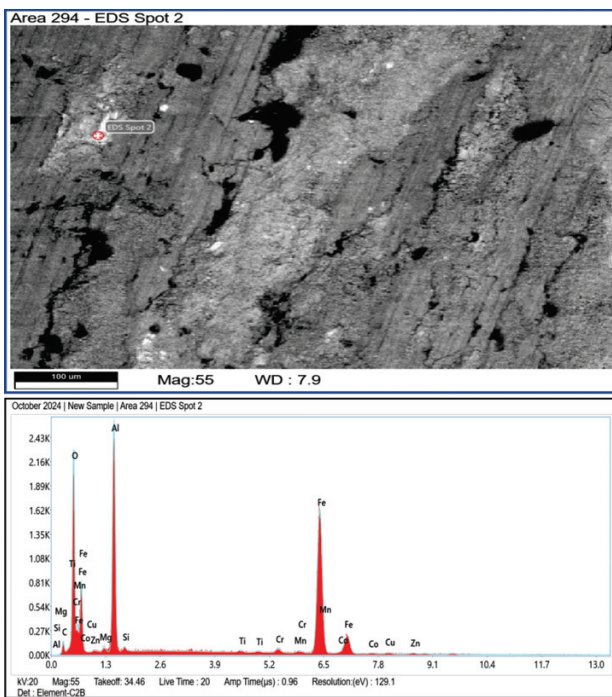 Area 294 - EDS Spot 2
EDS Spot 2
100 um
Mag:55
WD : 7.9
October 2024 | New Sample | Area 294 | EDS Spot 2
2.43K
2.16K
1.89K
1.62K
1.35K
1.08K
0.81K
0.54K
0.27K
0.00K
Al
O
Ti
Fe
Fe
Mn
Cr
Mg
Fe
Cu
Si
C
Co
Zn
Mg
Al
Si
Ti
Ti
Cr
Cr
Mn
Fe
Mn
Fe
Co
Co
Cu
Zn
0.0 1.3 2.6 3.9 5.2 6.5 7.8 9.1 10.4 11.7 13.0
kV:20 Mag:55 Takeoff: 34.46 Live Time : 20 Amp Time(µs) : 0.96 Resolution:(eV) : 129.1
Det : Element-C2B